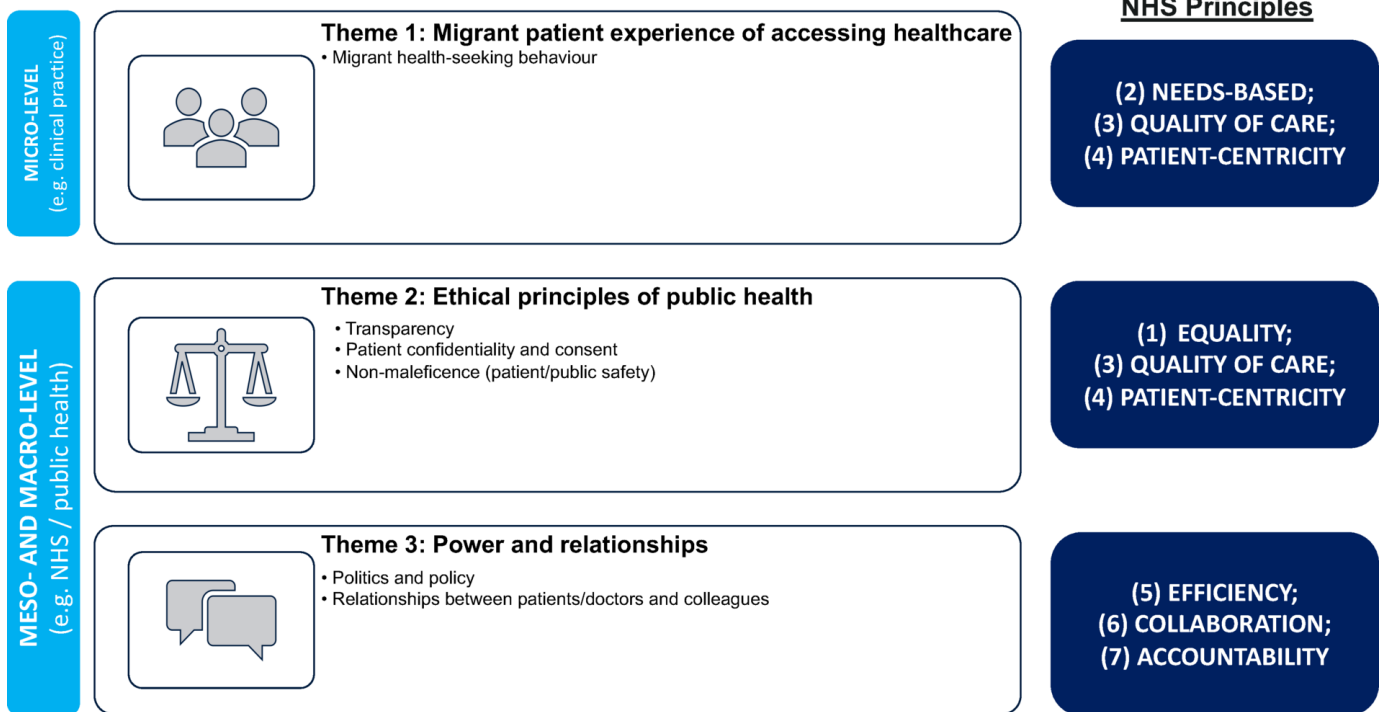 NHS Principles
MICRO-LEVEL
(e.g. clinical practice)
Theme 1: Migrant patient experience of accessing healthcare
• Migrant health-seeking behaviour
(2) NEEDS-BASED;
(3) QUALITY OF CARE;
(4) PATIENT-CENTRICITY
MESO- AND MACRO-LEVEL
(e.g. NHS / public health)
Theme 2: Ethical principles of public health
• Transparency
• Patient confidentiality and consent
• Non-maleficence (patient/public safety)
(1) EQUALITY;
(3) QUALITY OF CARE;
(4) PATIENT-CENTRICITY
Theme 3: Power and relationships
• Politics and policy
• Relationships between patients/doctors and colleagues
(5) EFFICIENCY;
(6) COLLABORATION;
(7) ACCOUNTABILITY